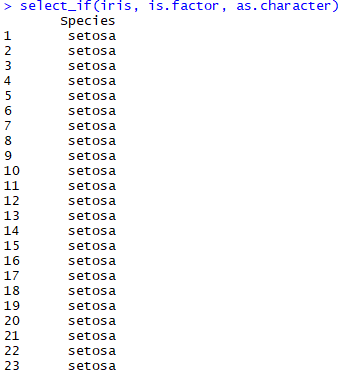 > select_if(iris, is.factor, as.character)
Species
1 setosa
2 setosa
3 setosa
4 setosa
5 setosa
6 setosa
7 setosa
8 setosa
9 setosa
10 setosa
11 setosa
12 setosa
13 setosa
14 setosa
15 setosa
16 setosa
17 setosa
18 setosa
19 setosa
20 setosa
21 setosa
22 setosa
23 setosa